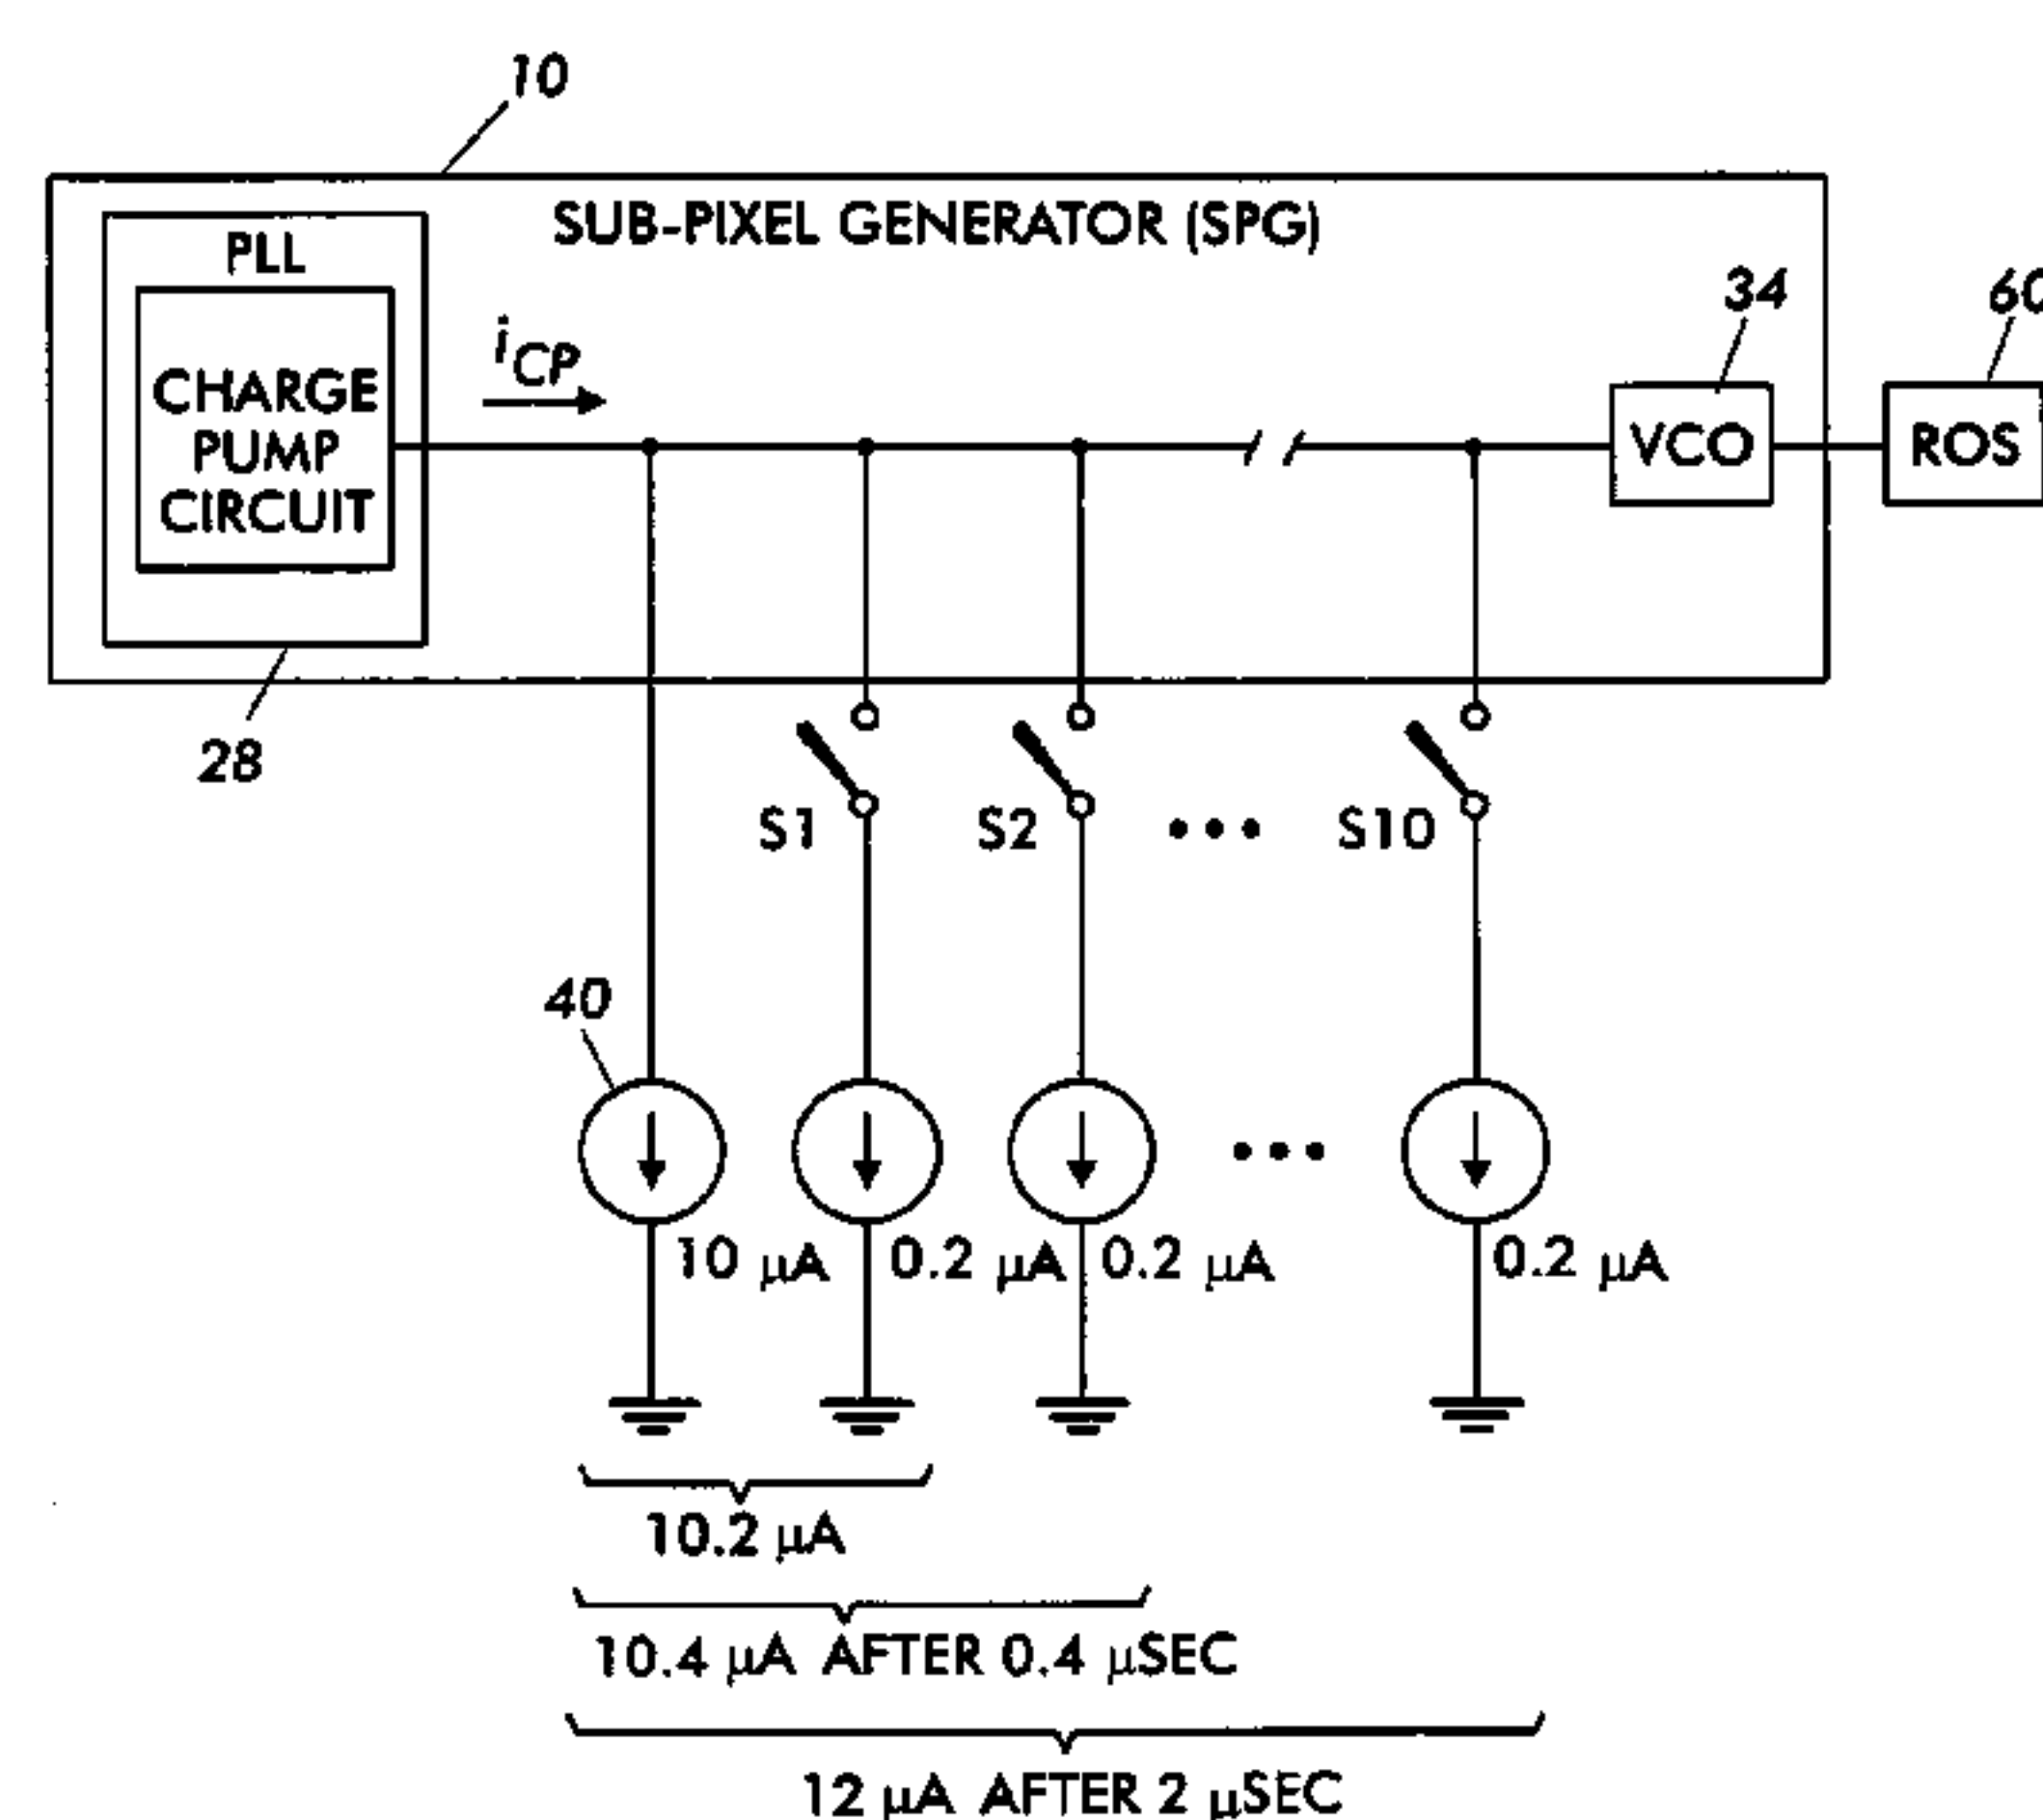 10
SUB-PIXEL GENERATOR (SPG)
PLL
CHARGE
PUMP
CIRCUIT
iCP
34
60
VCO
ROS
28
S1
S2
•••
S10
40
•••
10 µA
0.2 µA
0.2 µA
0.2 µA
10.2 µA
10.4 µA AFTER 0.4 µSEC
12 µA AFTER 2 µSEC